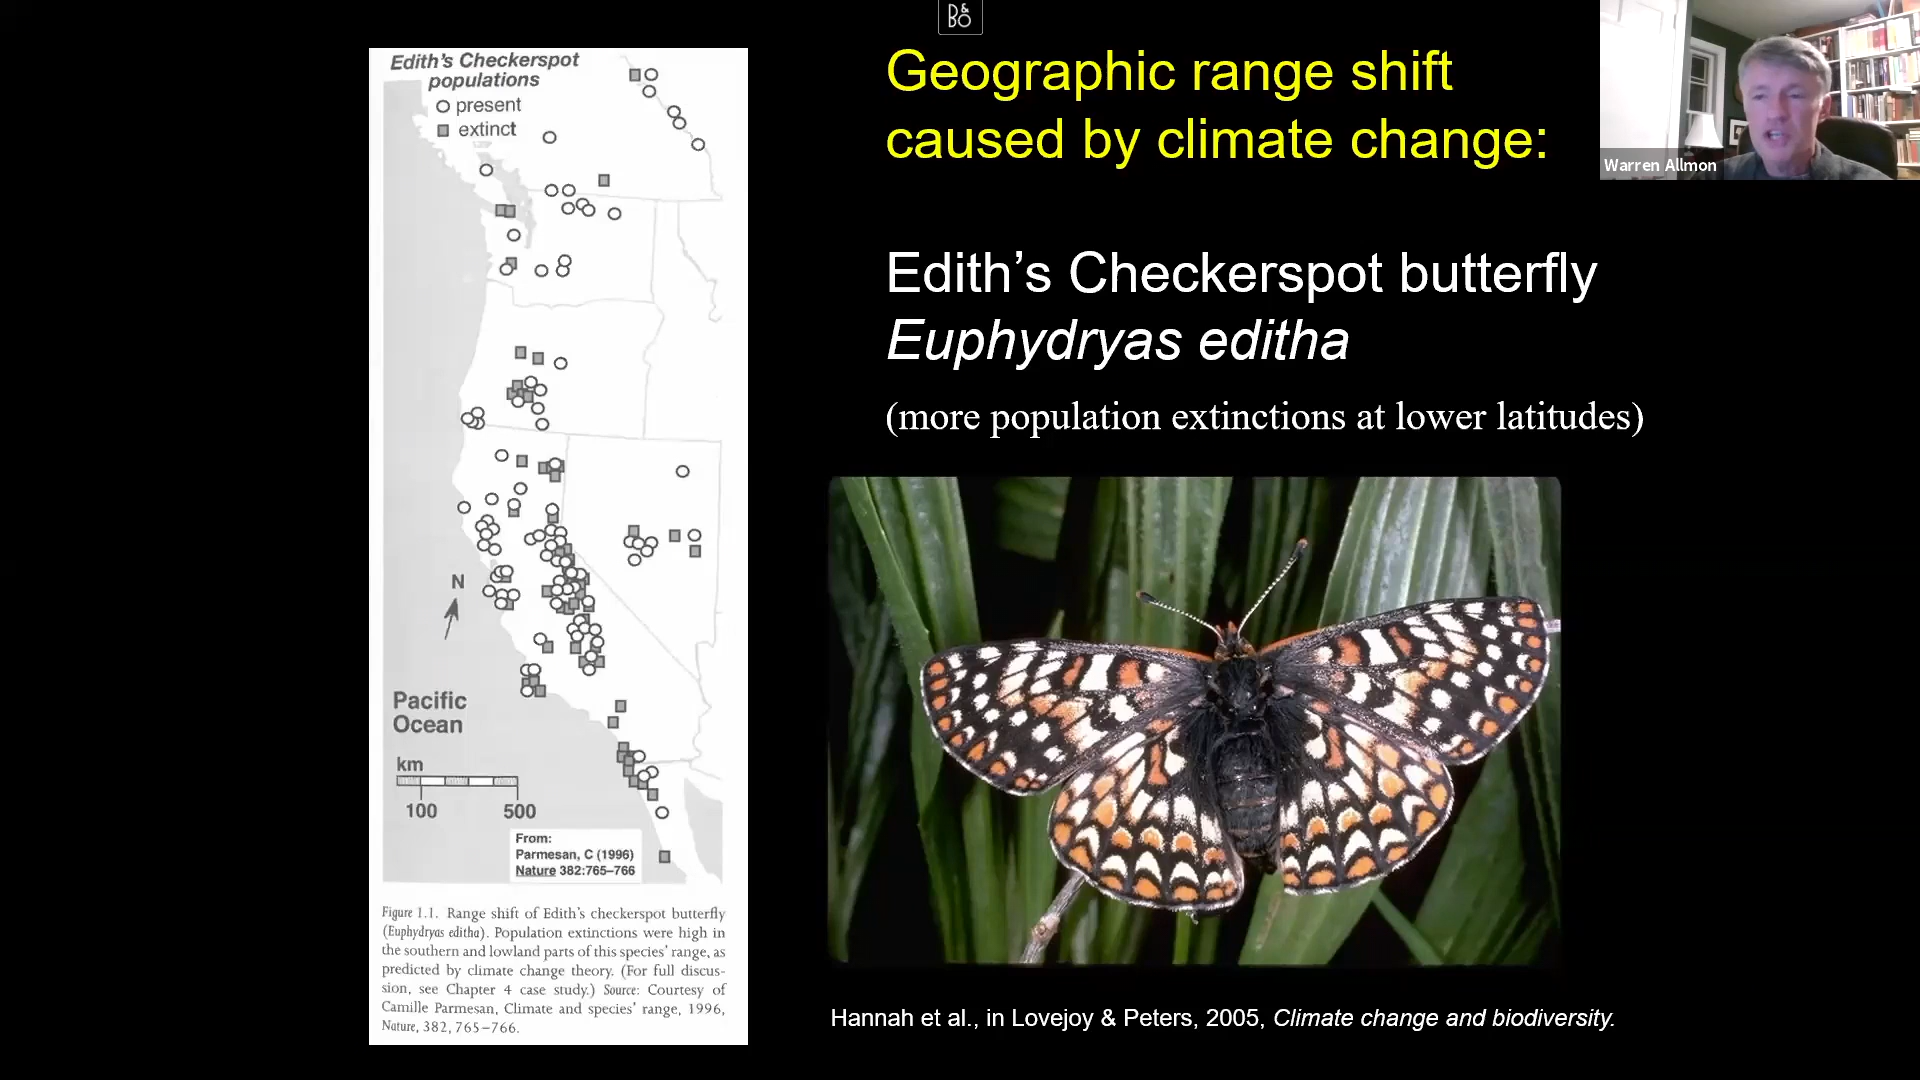 B&O
Edith's Checkerspot
populations
present
extinct
N
Pacific
Ocean
km
100 500
From:
Parmesan, C (1996)
Nature 382:765–766
Figure 1.1. Range shift of Edith's checkerspot butterfly
(Euphydryas editha). Population extinctions were high in
the southern and lowland parts of this species' range, as
predicted by climate change theory. (For full discus-
sion, see Chapter 4 case study.) Source: Courtesy of
Camille Parmesan, Climate and species' range, 1996,
Nature, 382, 765–766.
Geographic range shift
caused by climate change:
Edith’s Checkerspot butterfly
Euphydryas editha
(more population extinctions at lower latitudes)
Hannah et al., in Lovejoy & Peters, 2005, Climate change and biodiversity.
Warren Allmon